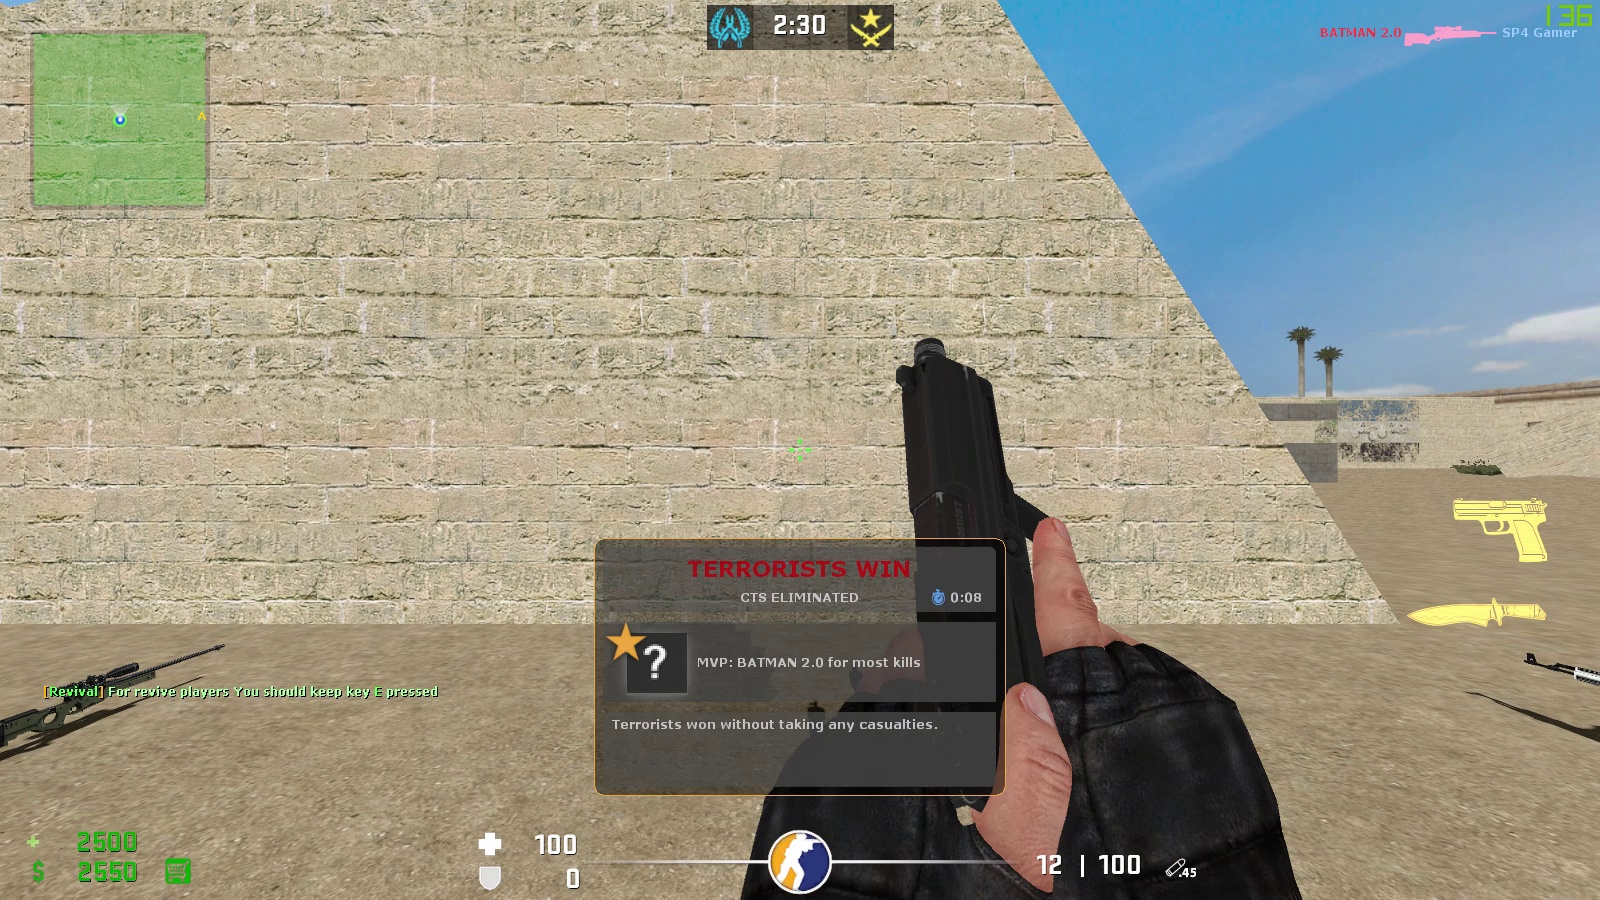 2:30
136
BATMAN 2.0 SP4 Gamer
A
TERRORISTS WIN
CTS ELIMINATED 0:08
?
MVP: BATMAN 2.0 for most kills
[Revival] For revive players You should keep key E pressed
Terrorists won without taking any casualties.
+ 2500
$ 2550
100
0
12 | 100 .45